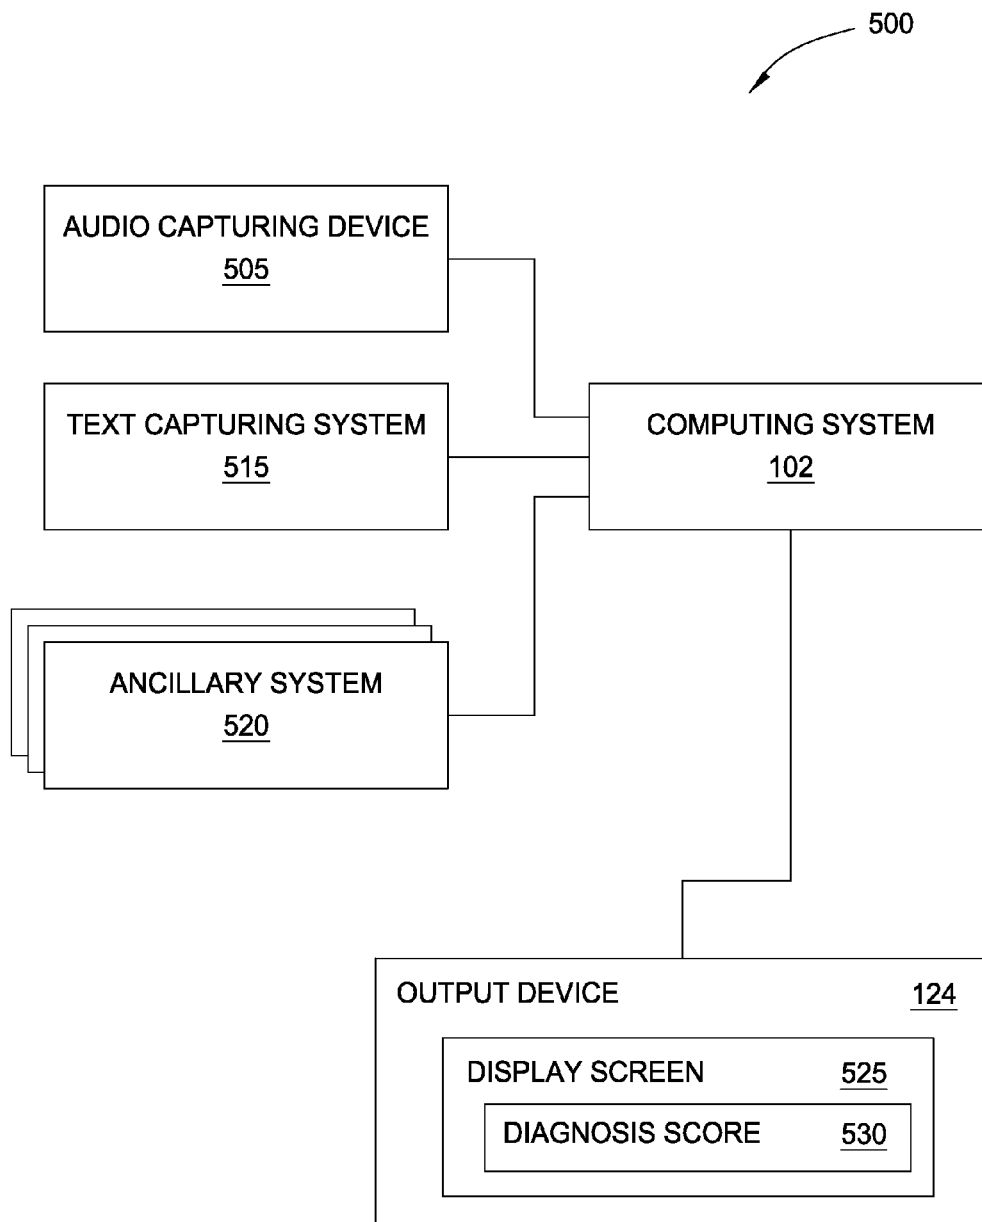 500
AUDIO CAPTURING DEVICE
505
TEXT CAPTURING SYSTEM
515
COMPUTING SYSTEM
102
ANCILLARY SYSTEM
520
OUTPUT DEVICE 124
DISPLAY SCREEN 525
DIAGNOSIS SCORE 530